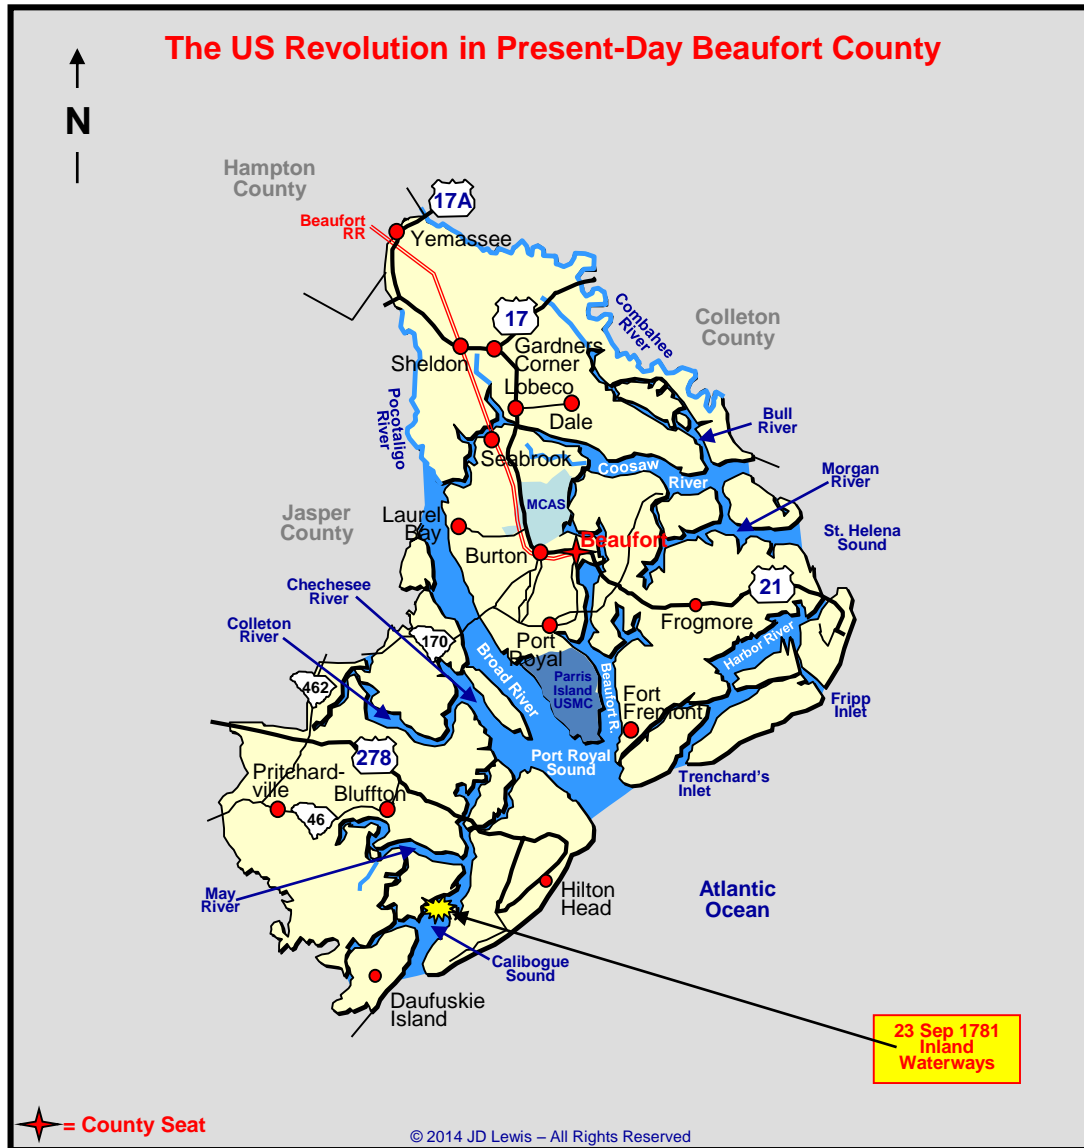 The US Revolution in Present-Day Beaufort County
N
Hampton
County
17A
Beaufort
RR
Yemassee
17
Combahee
River
Colleton
County
Sheldon
Gardners
Corner
Lobeco
Dale
Pocotaligo
River
Bull
River
Seabrook
Coosaw
River
Morgan
River
MCAS
Jasper
County
Laurel
Bay
Burton
Beaufort
St. Helena
Sound
Chechesee
River
21
Frogmore
Colleton
River
170
Port
Royal
Harbor River
462
Broad River
Parris
Island
USMC
Beaufort R.
Fort
Fremont
Fripp
Inlet
278
Port Royal
Sound
Trenchard’s
Inlet
Pritchard-
ville
Bluffton
46
May
River
Hilton
Head
Atlantic
Ocean
Calibogue
Sound
Daufuskie
Island
23 Sep 1781
Inland
Waterways
= County Seat
© 2014 JD Lewis – All Rights Reserved